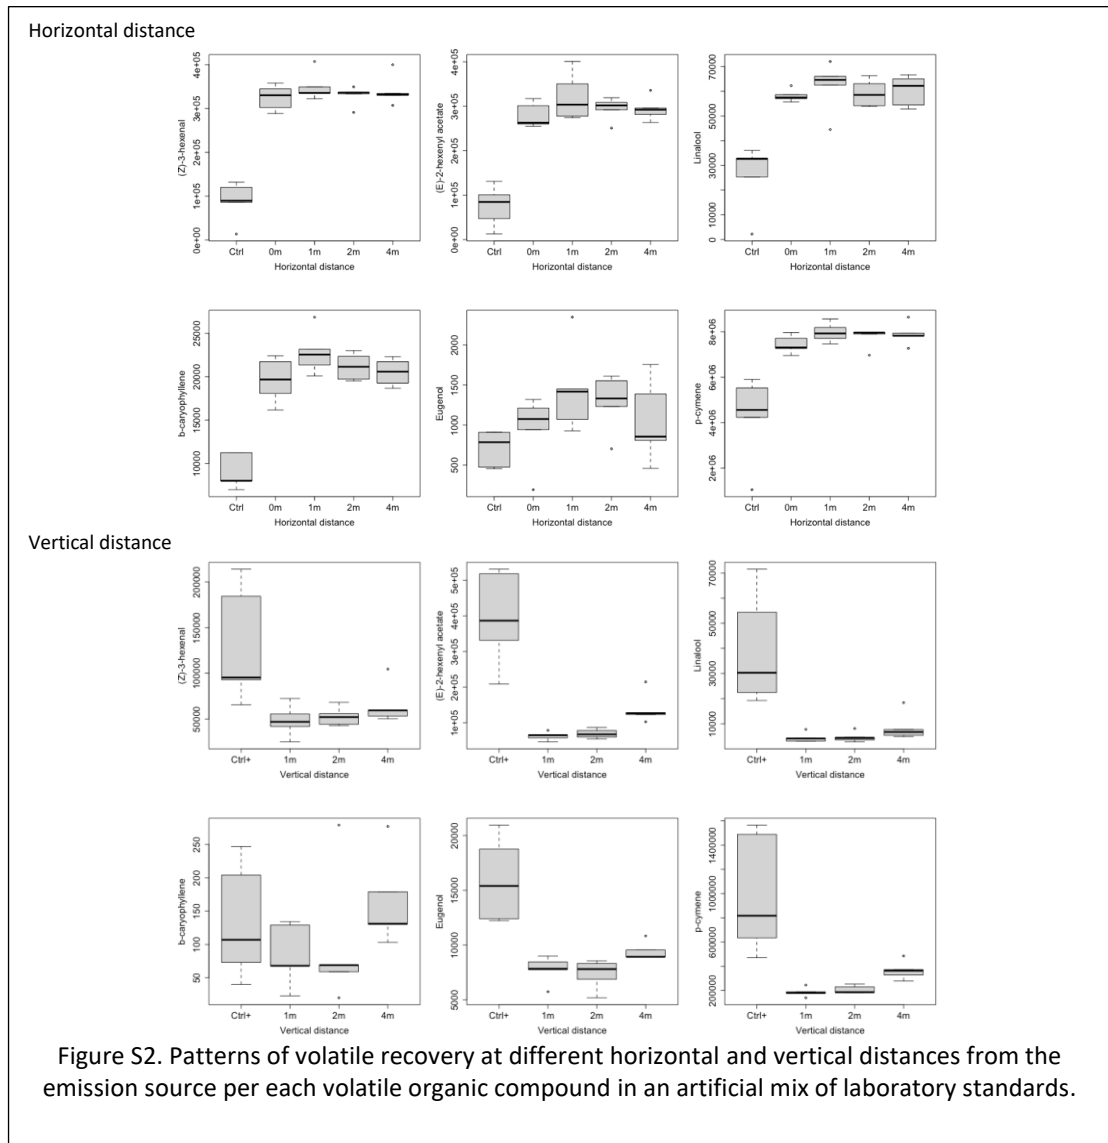 Horizontal distance
(Z)-3-hexenal
0e+00 1e+05 2e+05 3e+05 4e+05
Ctrl 0m 1m 2m 4m
Horizontal distance
(E)-2-hexenyl acetate
0e+00 1e+05 2e+05 3e+05 4e+05
Ctrl 0m 1m 2m 4m
Horizontal distance
Linalool
0 10000 30000 50000 70000
Ctrl 0m 1m 2m 4m
Horizontal distance
b-caryophyllene
10000 15000 20000 25000
Ctrl 0m 1m 2m 4m
Horizontal distance
Eugenol
500 1000 1500 2000
Ctrl 0m 1m 2m 4m
Horizontal distance
p-cymene
2e+06 4e+06 6e+06 8e+06
Ctrl 0m 1m 2m 4m
Horizontal distance
Vertical distance
(Z)-3-hexenal
50000 100000 150000 200000
Ctrl+ 1m 2m 4m
Vertical distance
(E)-2-hexenyl acetate
1e+05 2e+05 3e+05 4e+05 5e+05
Ctrl+ 1m 2m 4m
Vertical distance
Linalool
10000 30000 50000 70000
Ctrl+ 1m 2m 4m
Vertical distance
b-caryophyllene
50 100 150 200 250
Ctrl+ 1m 2m 4m
Vertical distance
Eugenol
5000 10000 15000 20000
Ctrl+ 1m 2m 4m
Vertical distance
p-cymene
200000 600000 1000000 1400000
Ctrl+ 1m 2m 4m
Vertical distance
Figure S2. Patterns of volatile recovery at different horizontal and vertical distances from the
emission source per each volatile organic compound in an artificial mix of laboratory standards.